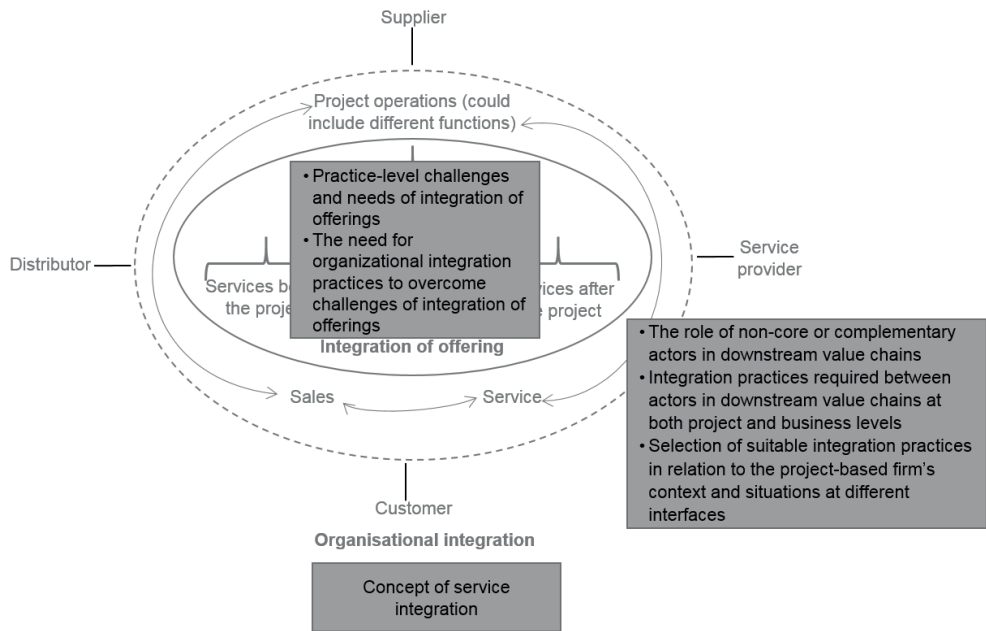 Supplier
Project operations (could
include different functions)
• Practice-level challenges
and needs of integration of
offerings
• The need for
organizational integration
practices to overcome
challenges of integration of
offerings
Distributor
Service
provider
Services
the
after
project
Integration of offering
• The role of non-core or complementary
actors in downstream value chains
• Integration practices required between
actors in downstream value chains at
both project and business levels
• Selection of suitable integration practices
in relation to the project-based firm's
context and situations at different
interfaces
Sales
Service
Customer
Organisational integration
Concept of service
integration